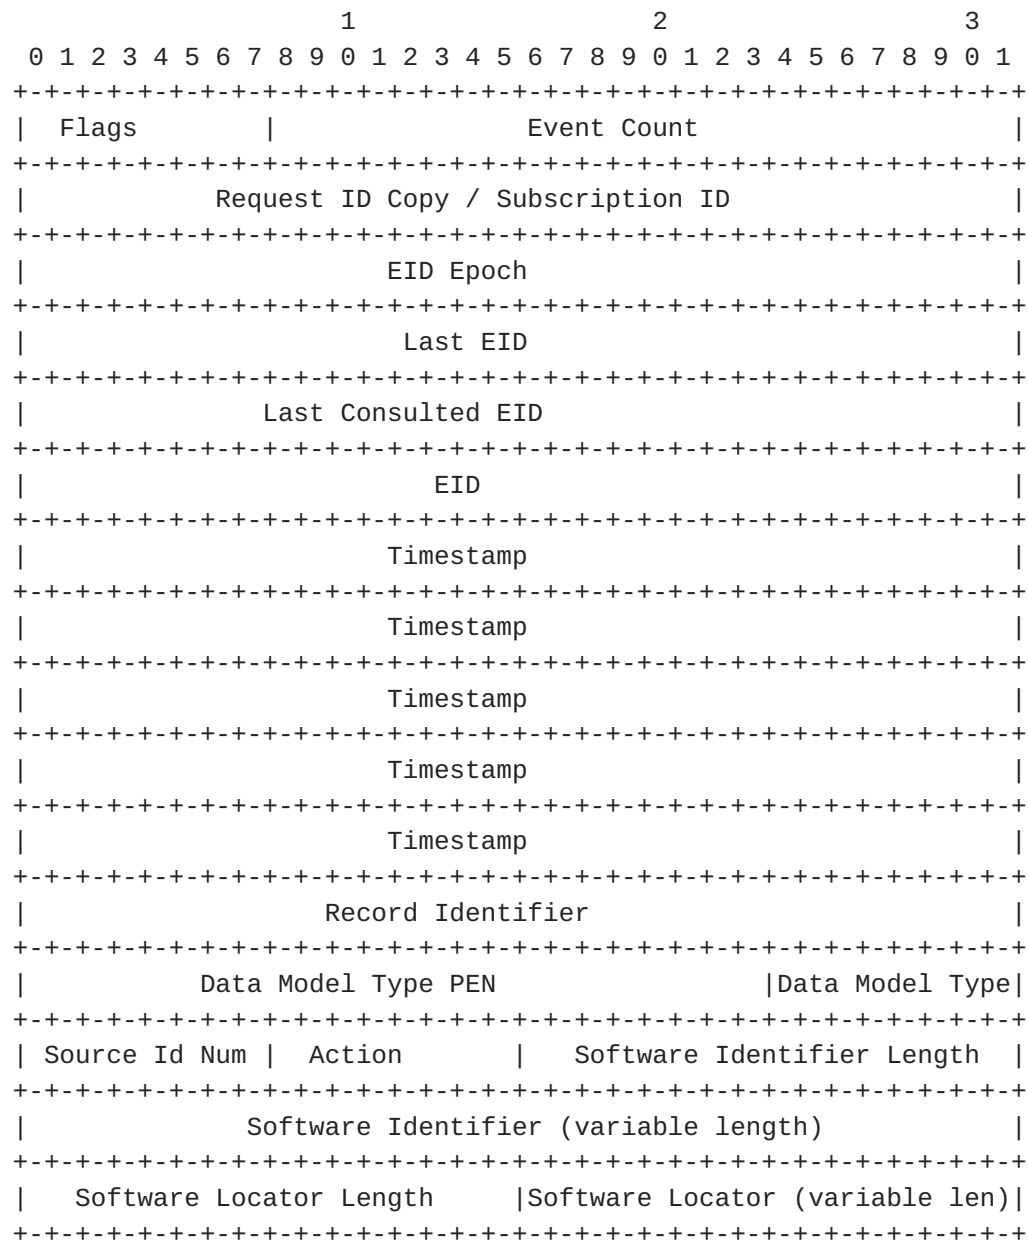 1                   2                   3
 0 1 2 3 4 5 6 7 8 9 0 1 2 3 4 5 6 7 8 9 0 1 2 3 4 5 6 7 8 9 0 1
+-+-+-+-+-+-+-+-+-+-+-+-+-+-+-+-+-+-+-+-+-+-+-+-+-+-+-+-+-+-+-+-+
|  Flags        |                Event Count                    |
+-+-+-+-+-+-+-+-+-+-+-+-+-+-+-+-+-+-+-+-+-+-+-+-+-+-+-+-+-+-+-+-+
|            Request ID Copy / Subscription ID                  |
+-+-+-+-+-+-+-+-+-+-+-+-+-+-+-+-+-+-+-+-+-+-+-+-+-+-+-+-+-+-+-+-+
|                       EID Epoch                               |
+-+-+-+-+-+-+-+-+-+-+-+-+-+-+-+-+-+-+-+-+-+-+-+-+-+-+-+-+-+-+-+-+
|                        Last EID                               |
+-+-+-+-+-+-+-+-+-+-+-+-+-+-+-+-+-+-+-+-+-+-+-+-+-+-+-+-+-+-+-+-+
|               Last Consulted EID                              |
+-+-+-+-+-+-+-+-+-+-+-+-+-+-+-+-+-+-+-+-+-+-+-+-+-+-+-+-+-+-+-+-+
|                          EID                                  |
+-+-+-+-+-+-+-+-+-+-+-+-+-+-+-+-+-+-+-+-+-+-+-+-+-+-+-+-+-+-+-+-+
|                       Timestamp                               |
+-+-+-+-+-+-+-+-+-+-+-+-+-+-+-+-+-+-+-+-+-+-+-+-+-+-+-+-+-+-+-+-+
|                       Timestamp                               |
+-+-+-+-+-+-+-+-+-+-+-+-+-+-+-+-+-+-+-+-+-+-+-+-+-+-+-+-+-+-+-+-+
|                       Timestamp                               |
+-+-+-+-+-+-+-+-+-+-+-+-+-+-+-+-+-+-+-+-+-+-+-+-+-+-+-+-+-+-+-+-+
|                       Timestamp                               |
+-+-+-+-+-+-+-+-+-+-+-+-+-+-+-+-+-+-+-+-+-+-+-+-+-+-+-+-+-+-+-+-+
|                       Timestamp                               |
+-+-+-+-+-+-+-+-+-+-+-+-+-+-+-+-+-+-+-+-+-+-+-+-+-+-+-+-+-+-+-+-+
|                   Record Identifier                           |
+-+-+-+-+-+-+-+-+-+-+-+-+-+-+-+-+-+-+-+-+-+-+-+-+-+-+-+-+-+-+-+-+
|           Data Model Type PEN                 |Data Model Type|
+-+-+-+-+-+-+-+-+-+-+-+-+-+-+-+-+-+-+-+-+-+-+-+-+-+-+-+-+-+-+-+-+
| Source Id Num |  Action       |   Software Identifier Length  |
+-+-+-+-+-+-+-+-+-+-+-+-+-+-+-+-+-+-+-+-+-+-+-+-+-+-+-+-+-+-+-+-+
|              Software Identifier (variable length)            |
+-+-+-+-+-+-+-+-+-+-+-+-+-+-+-+-+-+-+-+-+-+-+-+-+-+-+-+-+-+-+-+-+
|   Software Locator Length     |Software Locator (variable len)|
+-+-+-+-+-+-+-+-+-+-+-+-+-+-+-+-+-+-+-+-+-+-+-+-+-+-+-+-+-+-+-+-+